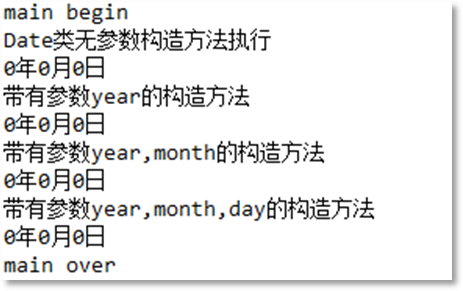 main begin
Date类无参数构造方法执行
0年0月0日
带有参数year的构造方法
0年0月0日
带有参数year,month的构造方法
0年0月0日
带有参数year,month,day的构造方法
0年0月0日
main over